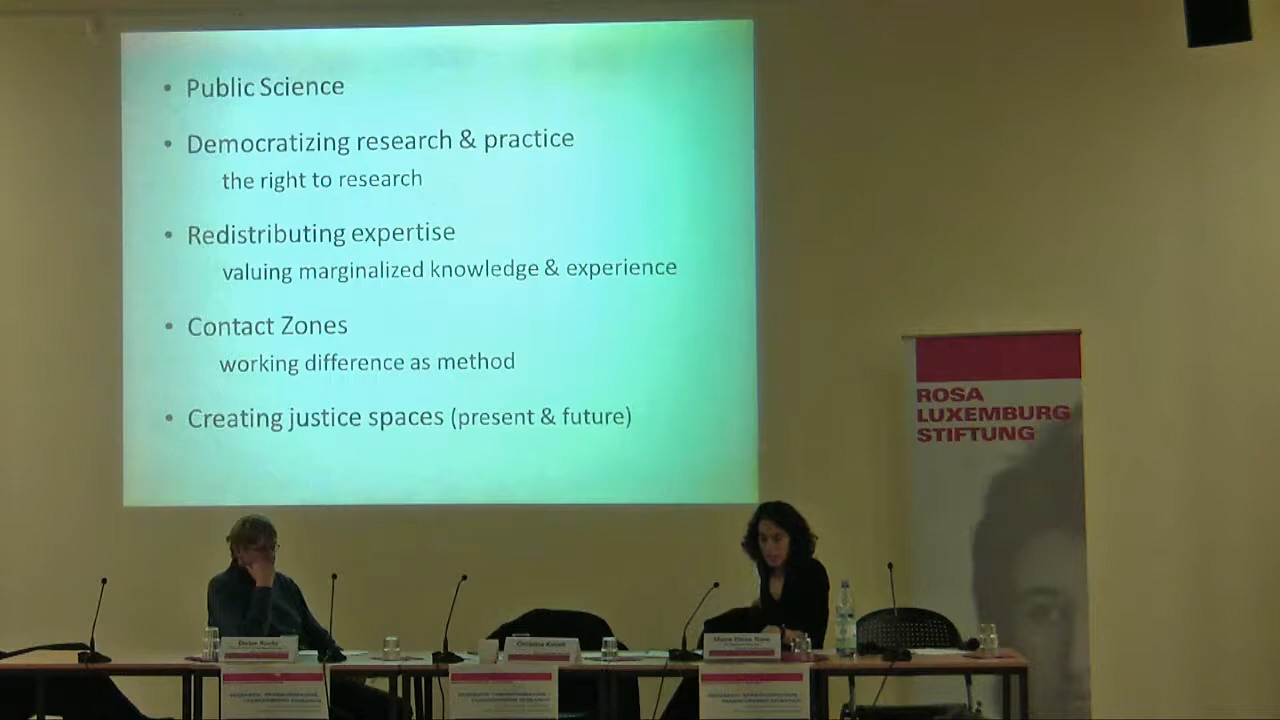 • Public Science
• Democratizing research & practice
the right to research
• Redistributing expertise
valuing marginalized knowledge & experience
• Contact Zones
working difference as method
• Creating justice spaces (present & future)
ROSA
LUXEMBURG
STIFTUNG